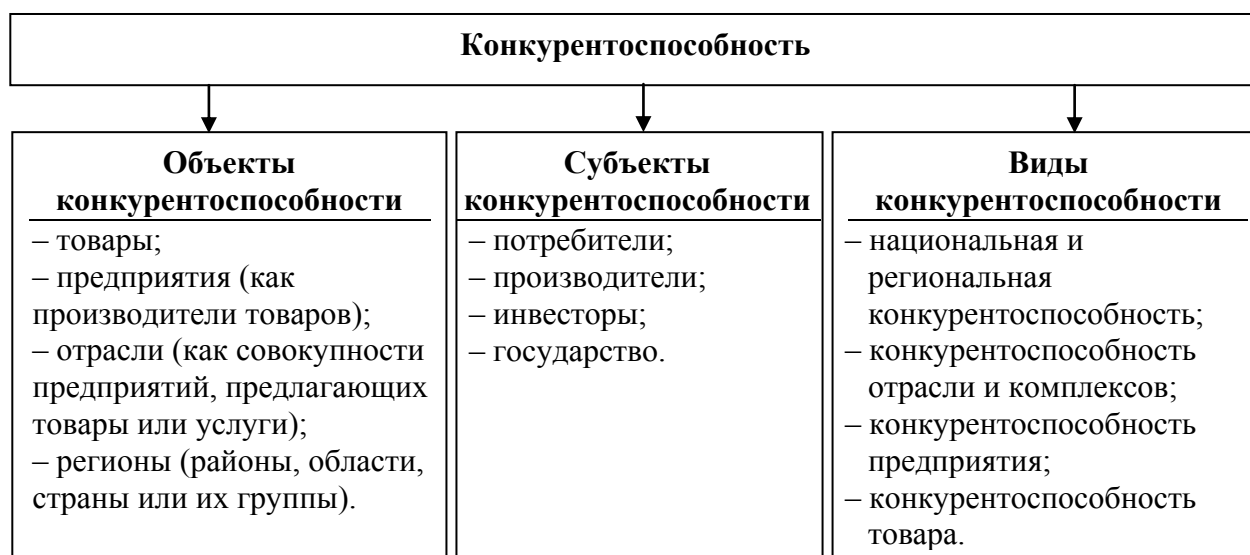 Конкурентоспособность
Объекты
конкурентоспособности
– товары;
– предприятия (как
производители товаров);
– отрасли (как совокупности
предприятий, предлагающих
товары или услуги);
– регионы (районы, области,
страны или их группы).
Субъекты
конкурентоспособности
– потребители;
– производители;
– инвесторы;
– государство.
Виды
конкурентоспособности
– национальная и
региональная
конкурентоспособность;
– конкурентоспособность
отрасли и комплексов;
– конкурентоспособность
предприятия;
– конкурентоспособность
товара.